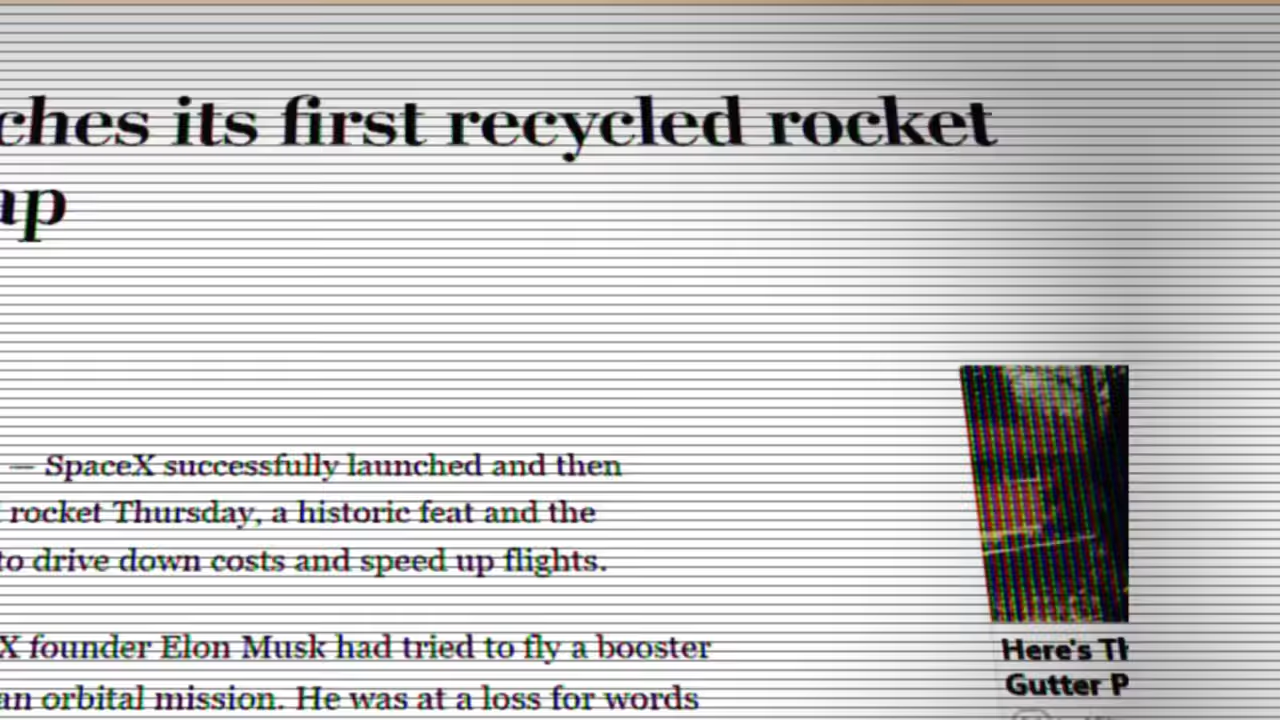 ches its first recycled rocket
ap
— SpaceX successfully launched and then
rocket Thursday, a historic feat and the
to drive down costs and speed up flights.
X founder Elon Musk had tried to fly a booster
an orbital mission. He was at a loss for words
Here's Th
Gutter P